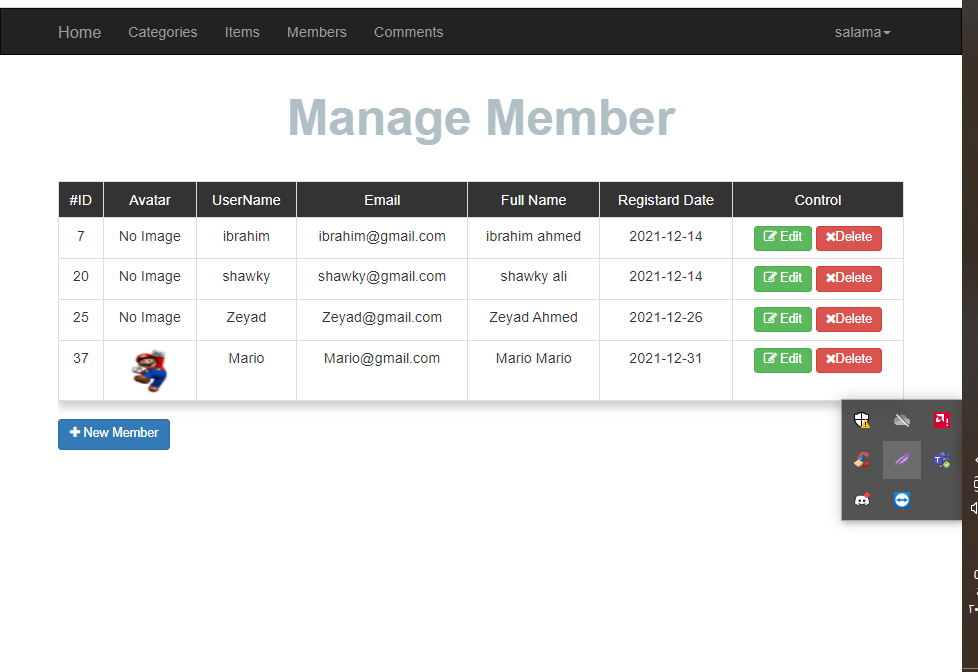 Home Categories Items Members Comments salama
Manage Member
#ID Avatar UserName Email Full Name Registard Date Control
7 No Image ibrahim ibrahim@gmail.com ibrahim ahmed 2021-12-14 Edit Delete
20 No Image shawky shawky@gmail.com shawky ali 2021-12-14 Edit Delete
25 No Image Zeyad Zeyad@gmail.com Zeyad Ahmed 2021-12-26 Edit Delete
37 Mario Mario@gmail.com Mario Mario 2021-12-31 Edit Delete
New Member